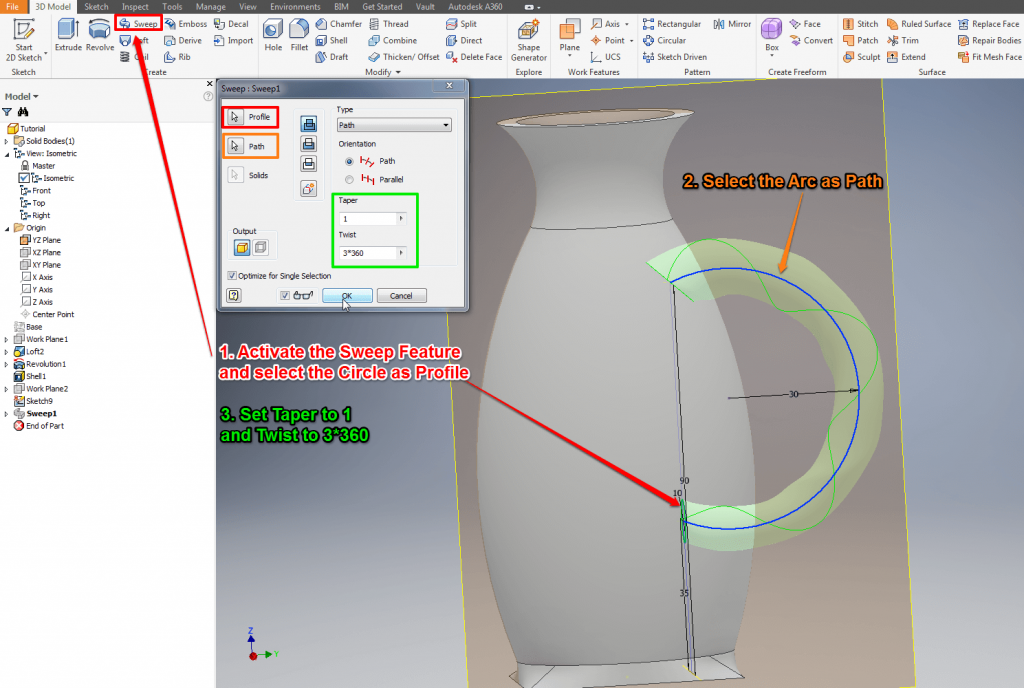 File 3D Model Sketch Inspect Tools Manage View Environments BIM Get Started Vault Autodesk A360
Start
2D Sketch
Sketch
Extrude Revolve
Sweep Emboss Decal
Loft Derive Import
Coil Rib
Create
Hole Fillet
Chamfer Thread Split
Shell Combine Direct
Draft Thicken/ Offset Delete Face
Modify
Shape
Generator
Explore
Plane
Axis
Point
UCS
Work Features
Rectangular Mirror
Circular
Sketch Driven
Pattern
Box
Face
Convert
Create Freeform
Stitch Ruled Surface Replace Face
Patch Trim Repair Bodies
Sculpt Extend Fit Mesh Face
Surface
Model
Tutorial
Solid Bodies(1)
View: Isometric
Master
Isometric
Front
Top
Right
Origin
YZ Plane
XZ Plane
XY Plane
X Axis
Y Axis
Z Axis
Center Point
Base
Work Plane1
Loft2
Revolution1
Shell1
Work Plane2
Sketch9
Sweep1
End of Part
Sweep : Sweep1
Profile
Path
Solids
Output
Type
Path
Orientation
Path
Parallel
Taper
1
Twist
3*360
Optimize for Single Selection
OK
Cancel
2. Select the Arc as Path
1. Activate the Sweep Feature
and select the Circle as Profile
3. Set Taper to 1
and Twist to 3*360
30
90
10
35
Z
Y